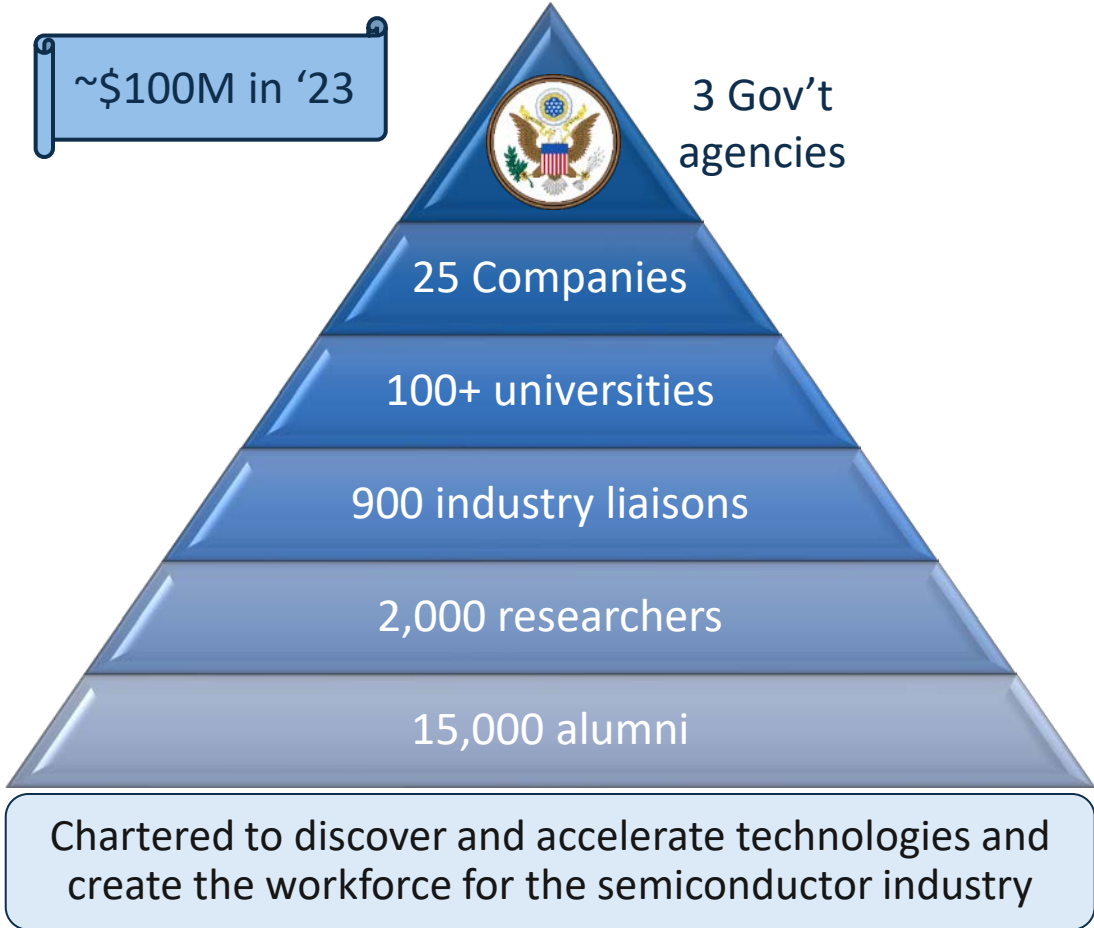 ~$100M in ‘23
3 Gov’t
agencies
25 Companies
100+ universities
900 industry liaisons
2,000 researchers
15,000 alumni
Chartered to discover and accelerate technologies and
create the workforce for the semiconductor industry